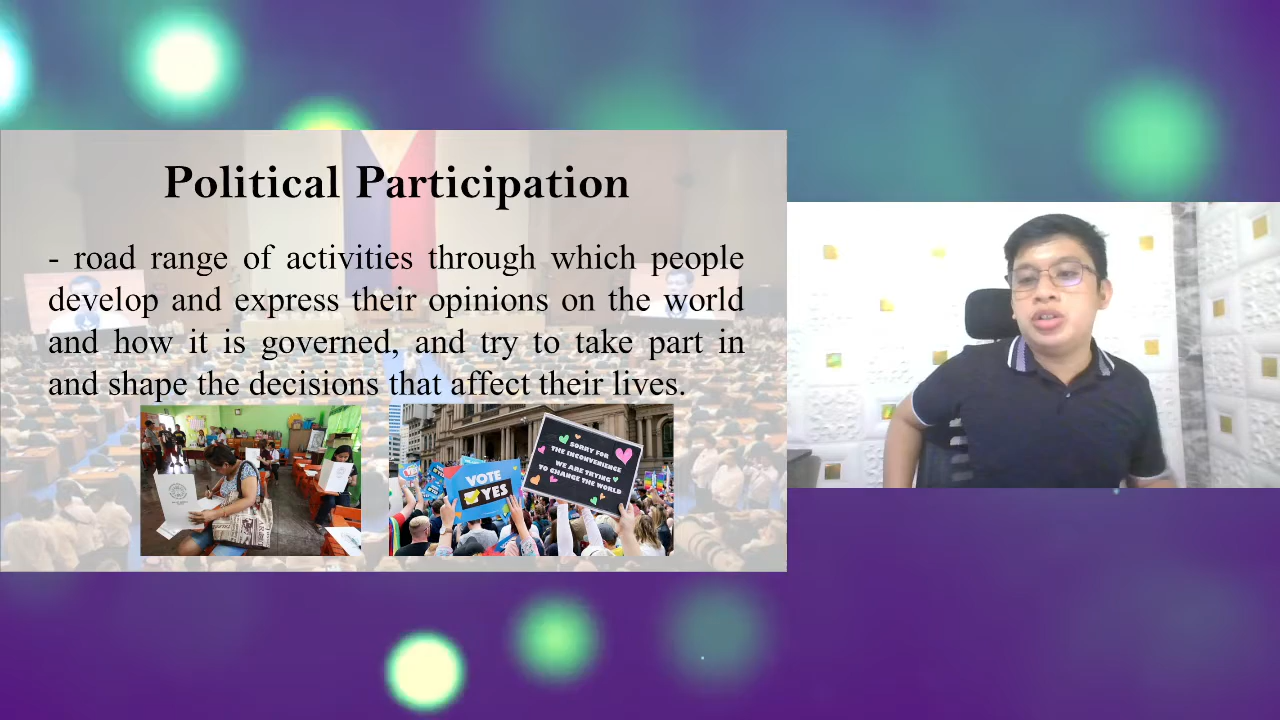 Political Participation
- road range of activities through which people
develop and express their opinions on the world
and how it is governed, and try to take part in
and shape the decisions that affect their lives.
VOTE
YES
SORRY FOR
THE INCONVENIENCE
WE ARE TRYING
TO CHANGE THE WORLD